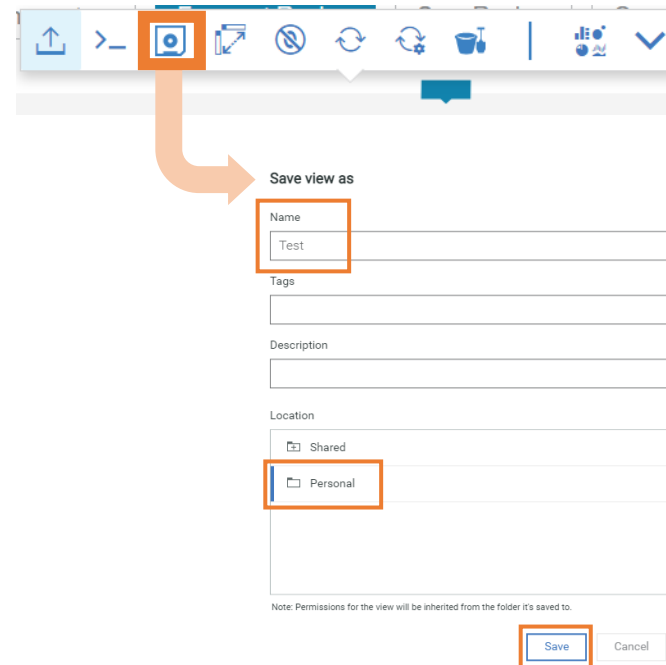 Save view as
Name
Test
Tags
Description
Location
Shared
Personal
Note: Permissions for the view will be inherited from the folder it's saved to.
Save
Cancel